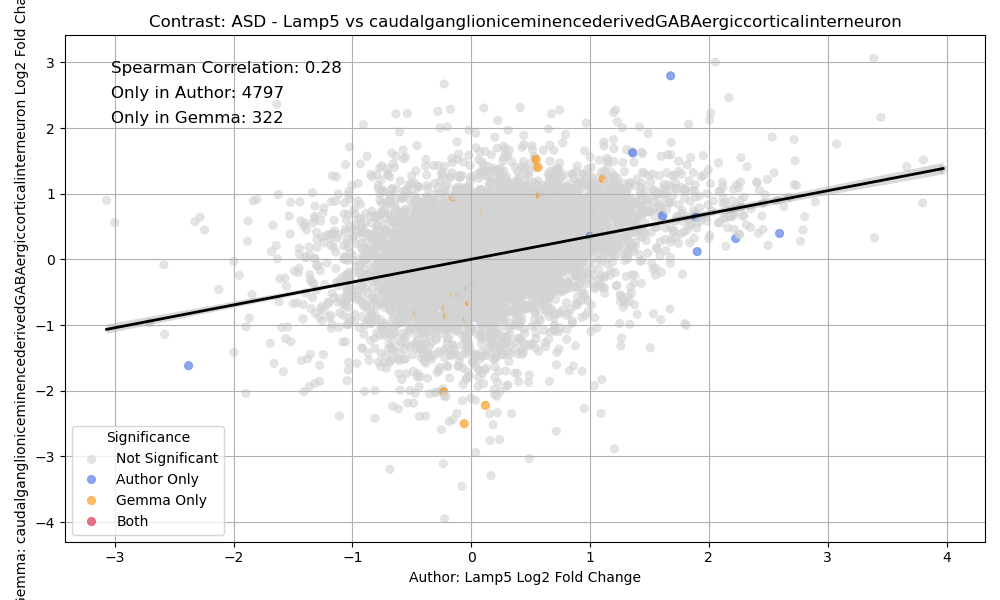 Contrast: ASD - Lamp5 vs caudalganglioniceminencederivedGABAergiccorticalinterneuron
Spearman Correlation: 0.28
Only in Author: 4797
Only in Gemma: 322
3
2
1
0
−1
−2
−3
−4
caudalganglioniceminencederivedGABAergiccorticalinterneuron Log2 Fold
Significance
Not Significant
Author Only
Gemma Only
Both
−3
−2
−1
0
1
2
3
4
Author: Lamp5 Log2 Fold Change